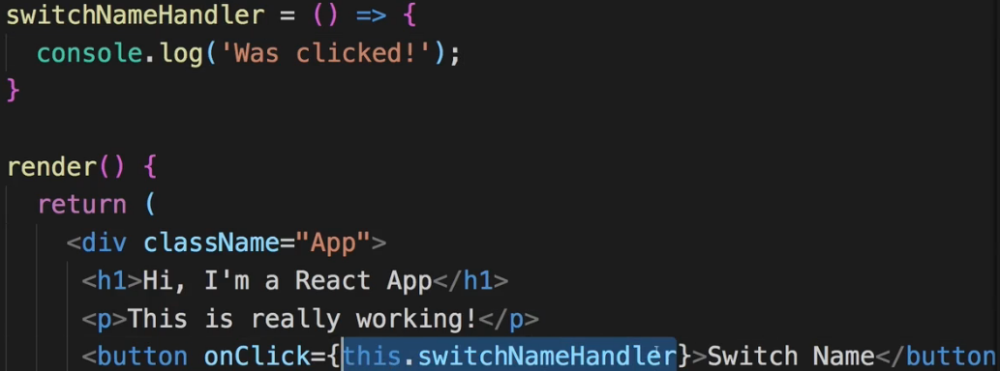 switchNameHandler = () => {
console.log('Was clicked!');
}
render() {
return (
<div className="App">
<h1>Hi, I'm a React App</h1>
<p>This is really working!</p>
<button onClick={this.switchNameHandler}>Switch Name</button